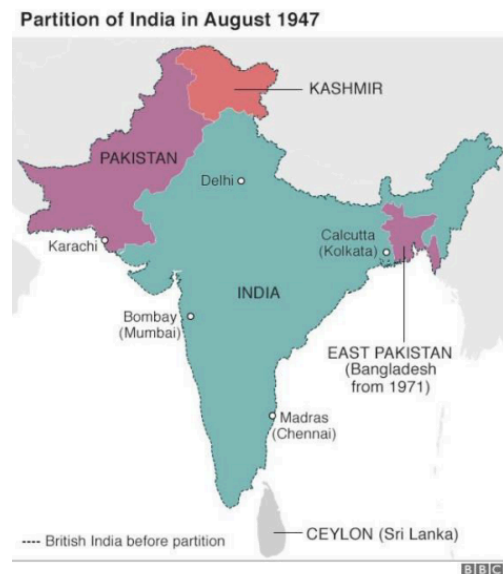 Partition of India in August 1947
KASHMIR
PAKISTAN
Delhi
Karachi
Calcutta
(Kolkata)
INDIA
Bombay
(Mumbai)
EAST PAKISTAN
(Bangladesh
from 1971)
Madras
(Chennai)
---- British India before partition
CEYLON (Sri Lanka)
BBC